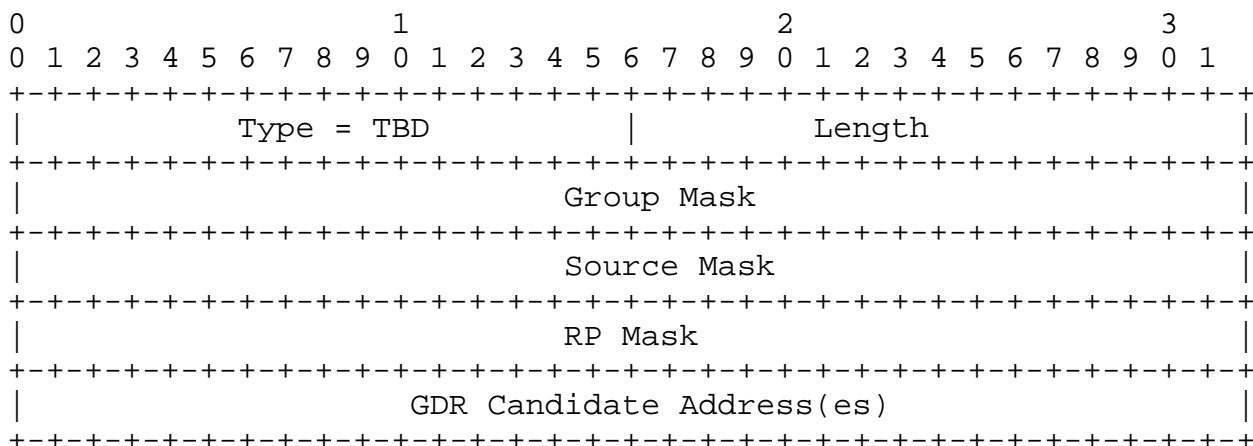 0                   1                   2                   3
0 1 2 3 4 5 6 7 8 9 0 1 2 3 4 5 6 7 8 9 0 1 2 3 4 5 6 7 8 9 0 1
+-+-+-+-+-+-+-+-+-+-+-+-+-+-+-+-+-+-+-+-+-+-+-+-+-+-+-+-+-+-+-+-+
|           Type = TBD          |         Length                |
+-+-+-+-+-+-+-+-+-+-+-+-+-+-+-+-+-+-+-+-+-+-+-+-+-+-+-+-+-+-+-+-+
|                            Group Mask                         |
+-+-+-+-+-+-+-+-+-+-+-+-+-+-+-+-+-+-+-+-+-+-+-+-+-+-+-+-+-+-+-+-+
|                            Source Mask                        |
+-+-+-+-+-+-+-+-+-+-+-+-+-+-+-+-+-+-+-+-+-+-+-+-+-+-+-+-+-+-+-+-+
|                            RP Mask                            |
+-+-+-+-+-+-+-+-+-+-+-+-+-+-+-+-+-+-+-+-+-+-+-+-+-+-+-+-+-+-+-+-+
|                    GDR Candidate Address(es)                  |
+-+-+-+-+-+-+-+-+-+-+-+-+-+-+-+-+-+-+-+-+-+-+-+-+-+-+-+-+-+-+-+-+